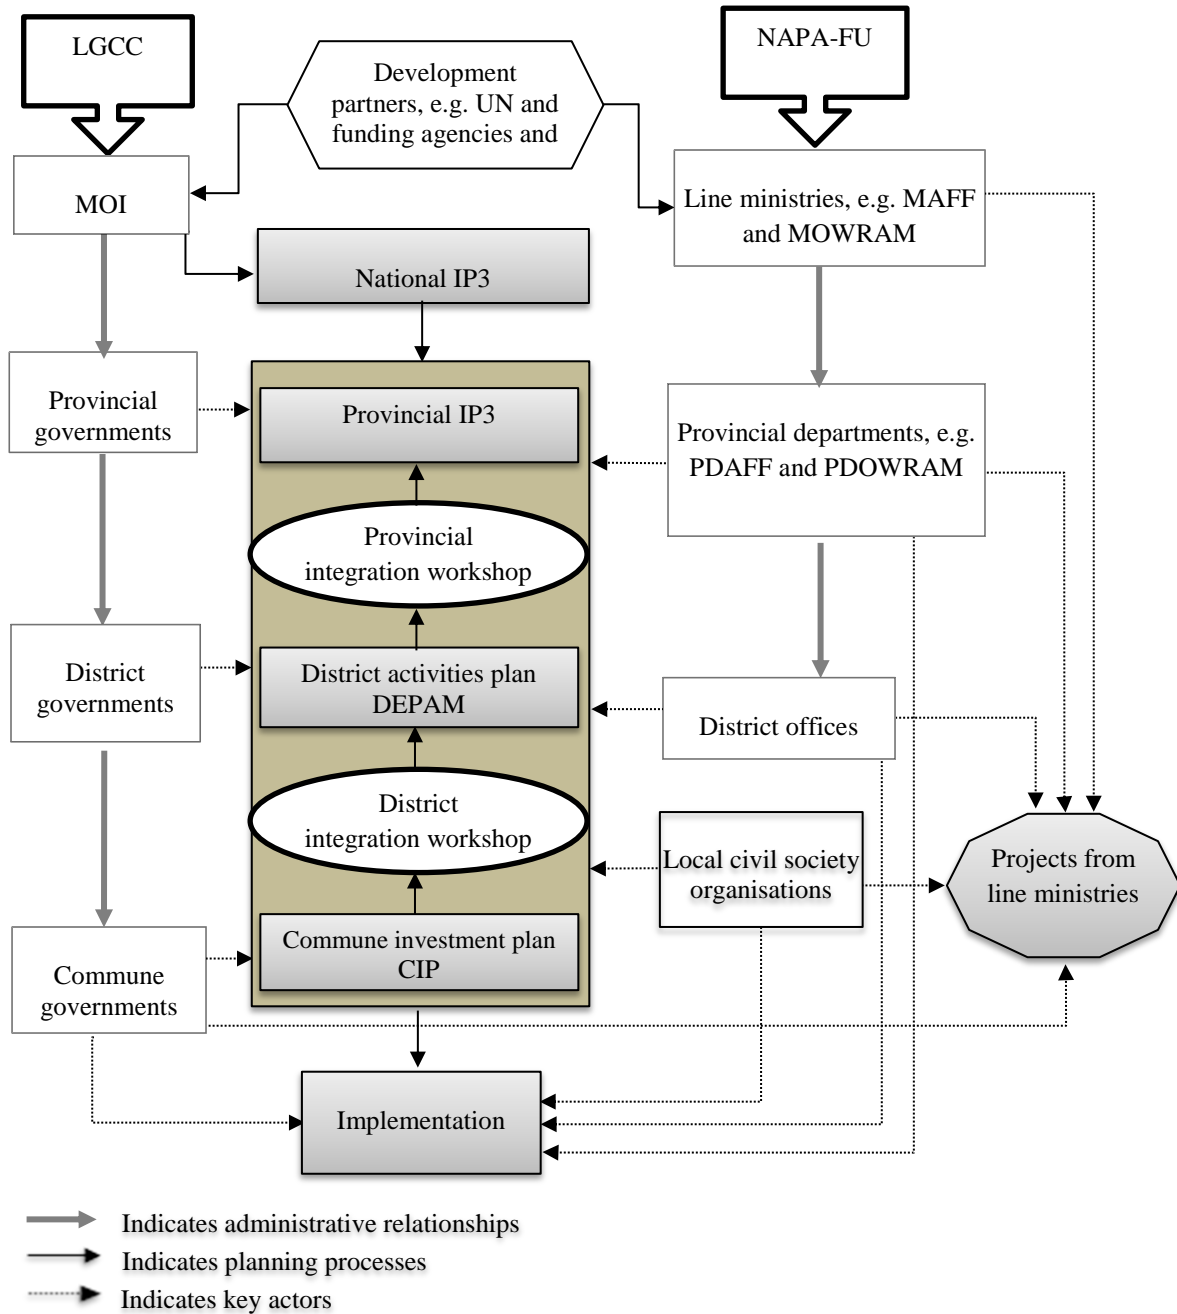 LGCC
NAPA-FU
Development
partners, e.g. UN and
funding agencies and
MOI
Line ministries, e.g. MAFF
and MOWRAM
National IP3
Provincial
governments
Provincial IP3
Provincial departments, e.g.
PDAFF and PDOWRAM
Provincial
integration workshop
District
governments
District activities plan
DEPAM
District offices
District
integration workshop
Local civil society
organisations
Projects from
line ministries
Commune
governments
Commune investment plan
CIP
Implementation
Indicates administrative relationships
Indicates planning processes
Indicates key actors